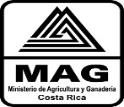 MAG
Ministerio de Agricultura y Ganadería
Costa Rica